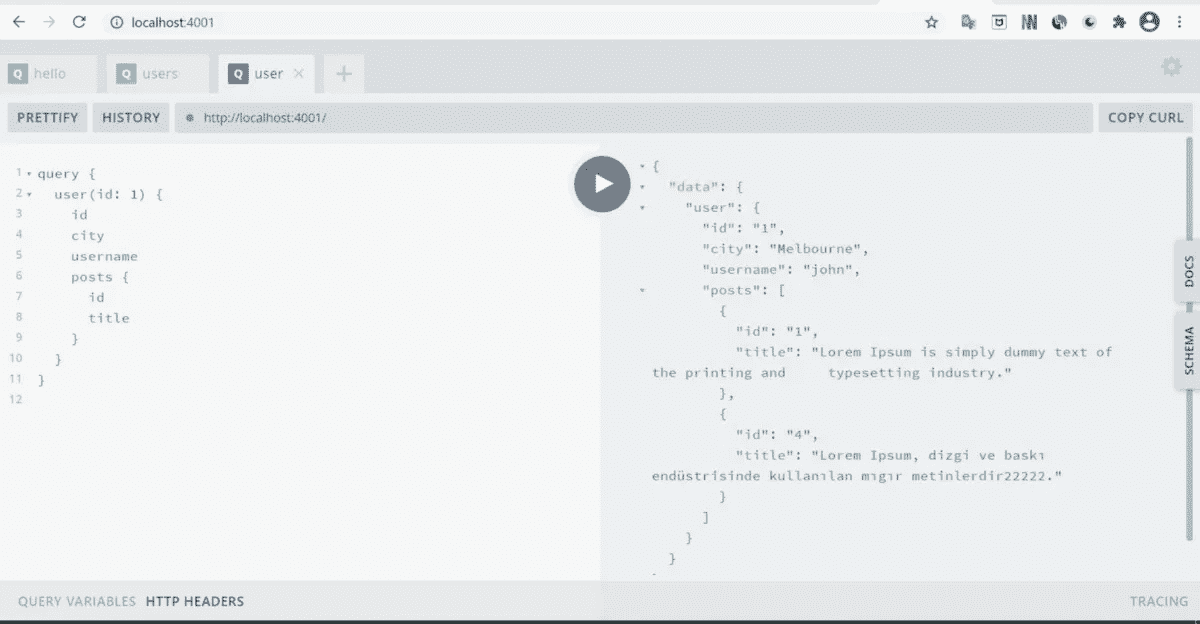 localhost:4001
Q hello Q users Q user × +
PRETTIFY HISTORY http://localhost:4001/ COPY CURL
1 query {
2 user(id: 1) {
3 id
4 city
5 username
6 posts {
7 id
8 title
9 }
10 }
11 }
12
{
"data": {
"user": {
"id": "1",
"city": "Melbourne",
"username": "john",
"posts": [
{
"id": "1",
"title": "Lorem Ipsum is simply dummy text of
the printing and typesetting industry."
},
{
"id": "4",
"title": "Lorem Ipsum, dizgi ve baskı
endüstrisinde kullanılan mıgır metinlerdir22222."
}
]
}
}
DOCS
SCHEMA
QUERY VARIABLES HTTP HEADERS TRACING